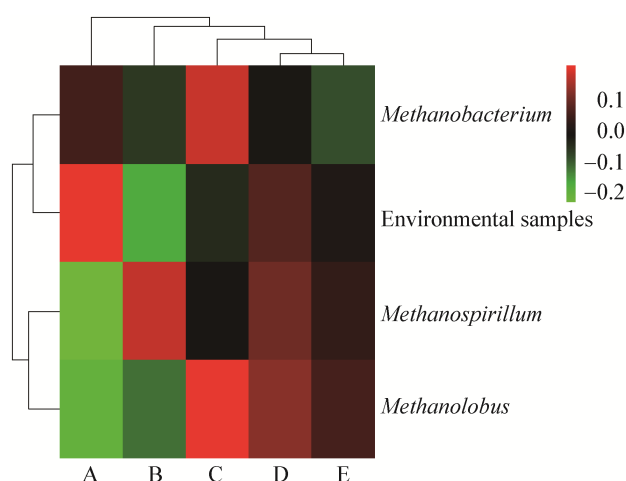 Methanobacterium
Environmental samples
Methanospirillum
Methanolobus
0.1
0.0
–0.1
–0.2
A B C D E